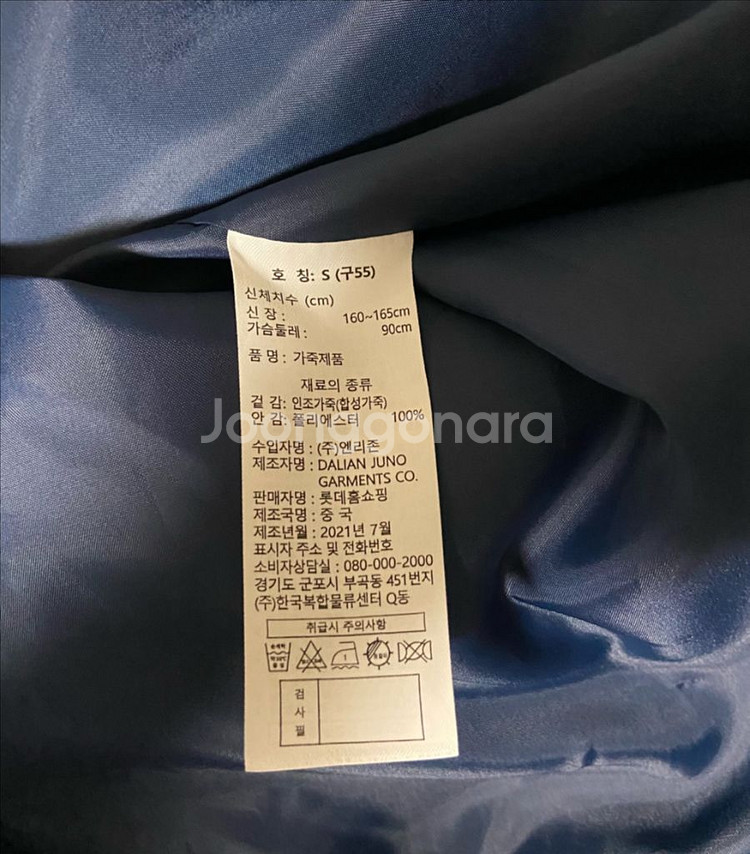 호 칭: S (구55)
신체치수 (cm)
신 장 : 160~165cm
가슴둘레 : 90cm
품 명 : 가죽제품
재료의 종류
겉 감: 인조가죽(합성가죽)
안 감: 폴리에스터 100%
Joonggonara
수입자명 : (주)엔리존
제조자명 : DALIAN JUNO
GARMENTS CO.
판매자명 : 롯데홈쇼핑
제조국명 : 중 국
제조년월 : 2021년 7월
표시자 주소 및 전화번호
소비자상담실 : 080-000-2000
경기도 군포시 부곡동 451번지
(주)한국복합물류센터 Q동
취급시 주의사항
검
사
필